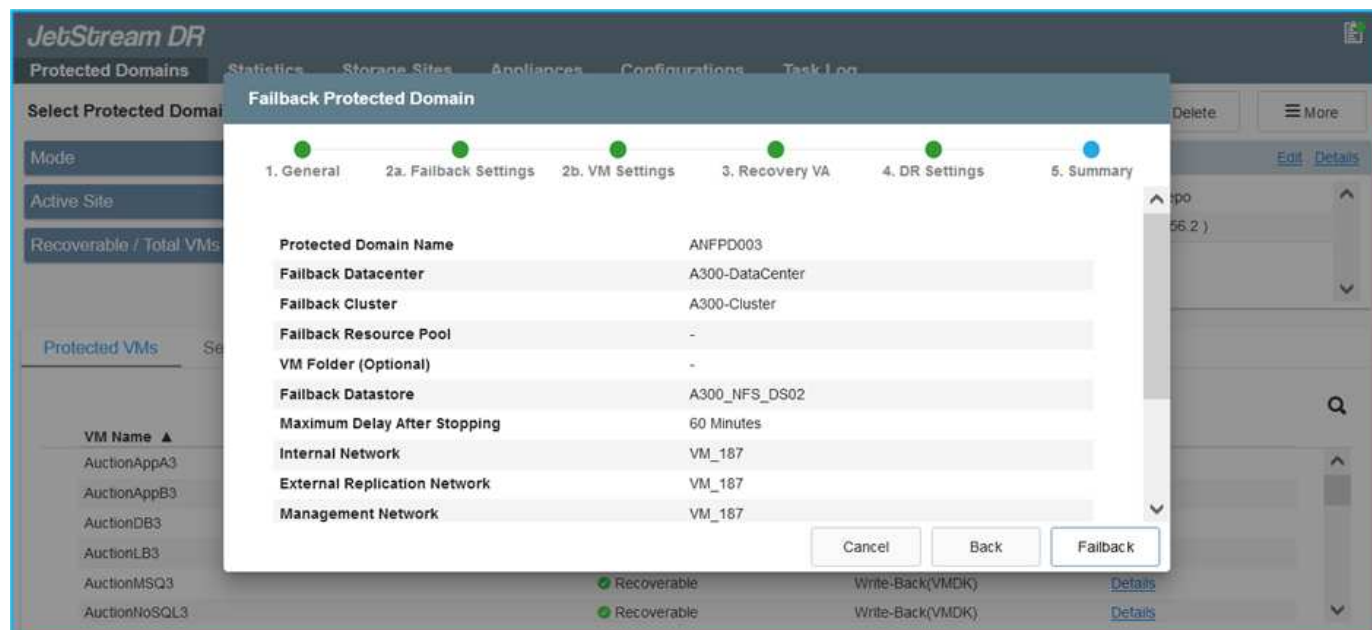 JetStream DR
Protected Domains Statistics Storage Sites Appliances Configurations Task Log
Select Protected Domai
Delete
More
Mode
Edit Details
Active Site
po
56.2 )
Recoverable / Total VMs
Failback Protected Domain
1. General 2a. Failback Settings 2b. VM Settings 3. Recovery VA 4. DR Settings 5. Summary
Protected Domain Name ANFPD003
Failback Datacenter A300-DataCenter
Failback Cluster A300-Cluster
Failback Resource Pool -
VM Folder (Optional) -
Failback Datastore A300_NFS_DS02
Maximum Delay After Stopping 60 Minutes
Internal Network VM_187
External Replication Network VM_187
Management Network VM_187
Cancel Back Failback
Protected VMs Se
VM Name ▲
AuctionAppA3
AuctionAppB3
AuctionDB3
AuctionLB3
AuctionMSQ3 Recoverable Write-Back(VMDK) Details
AuctionNoSQL3 Recoverable Write-Back(VMDK) Details